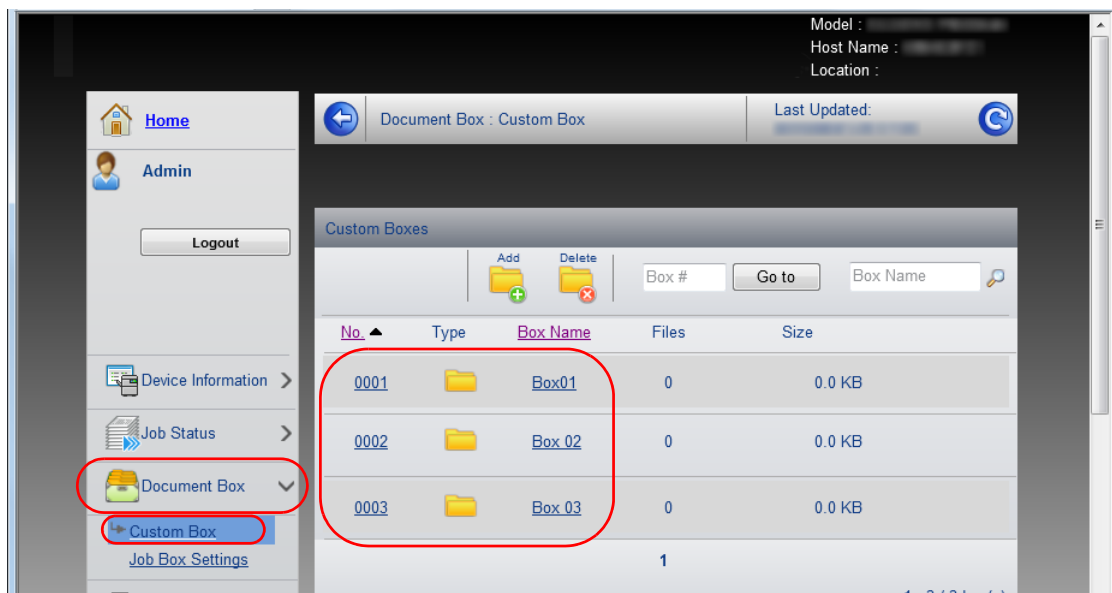 Model :
Host Name :
Location :
Home
Document Box : Custom Box
Last Updated:
Admin
Logout
Custom Boxes
Add
Delete
Box #
Go to
Box Name
No.
Type
Box Name
Files
Size
Device Information
0001
Box01
0
0.0 KB
Job Status
0002
Box 02
0
0.0 KB
Document Box
0003
Box 03
0
0.0 KB
Custom Box
Job Box Settings
1